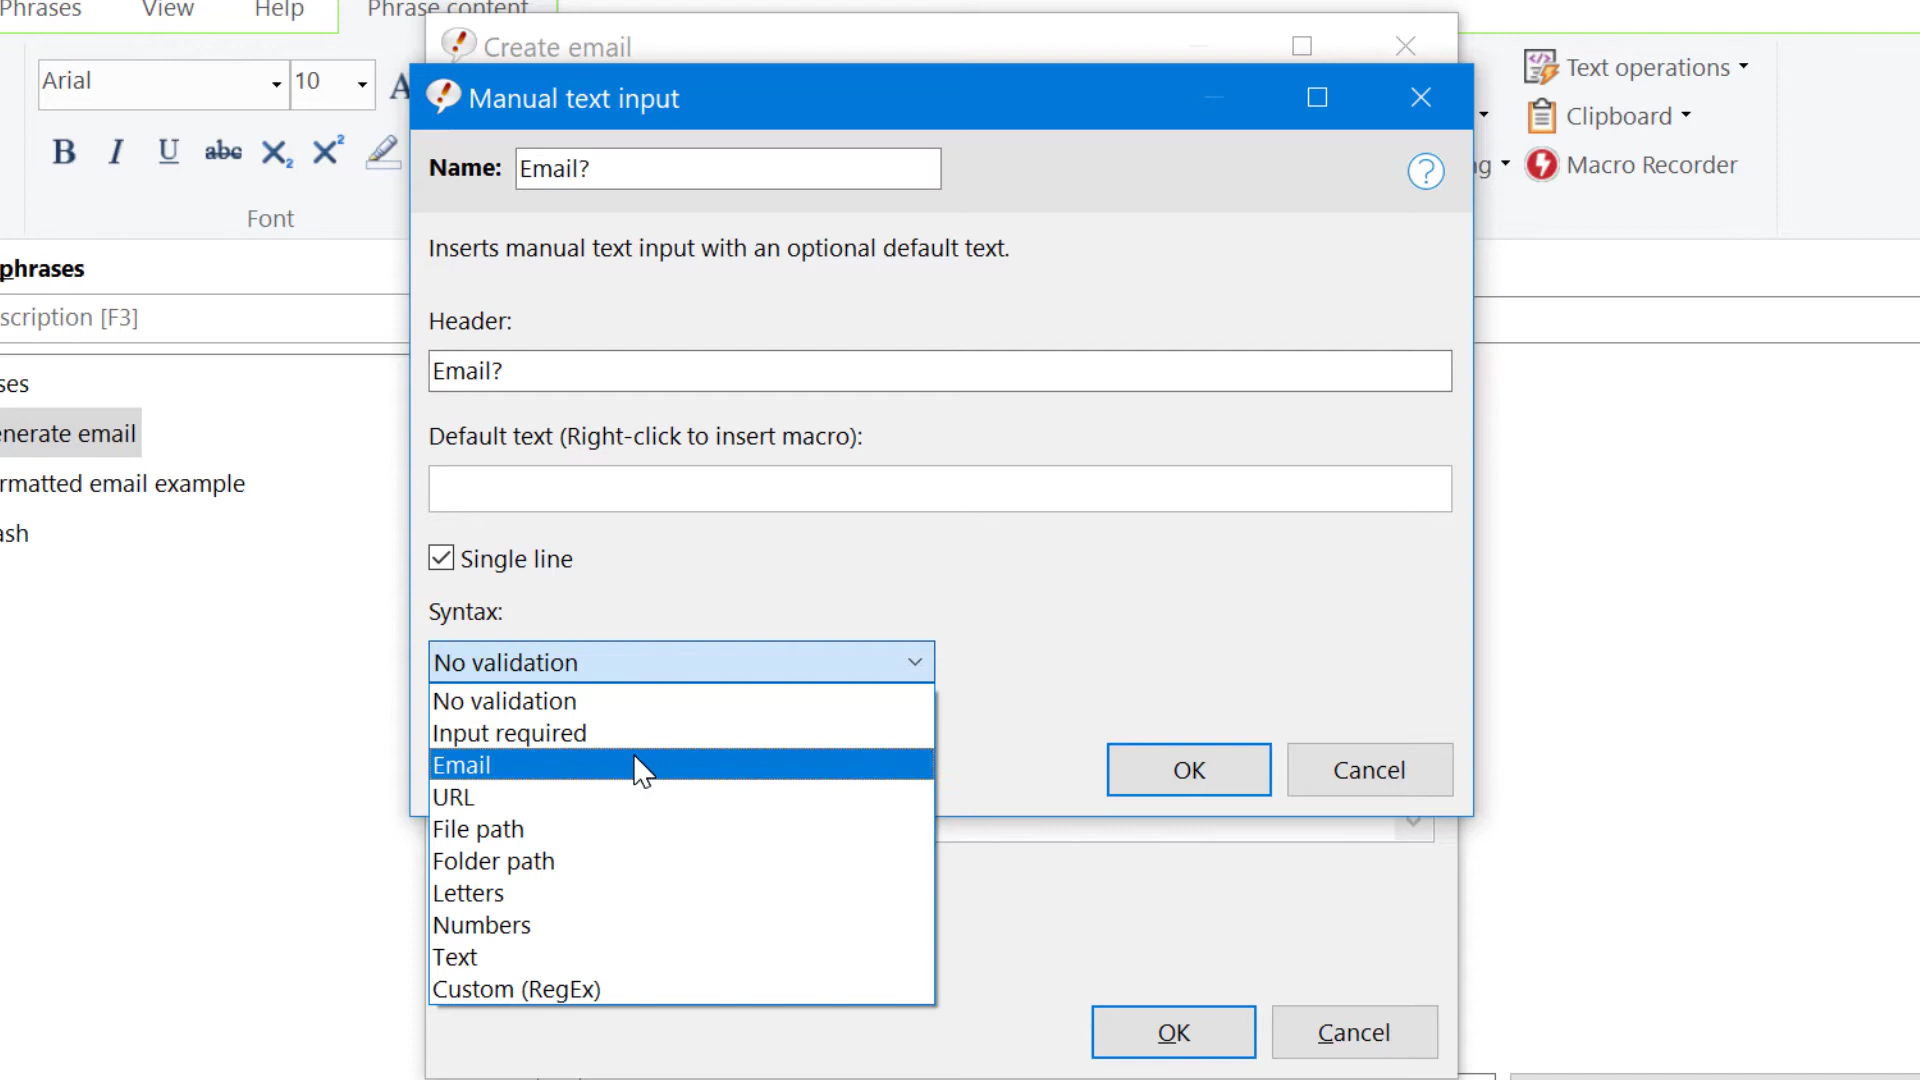 Phrases View Help Phrase content
Create email
Arial 10 A
Text operations
Manual text input
Clipboard
B I U abc X₂ X²
Name: Email? ?
g Macro Recorder
Font
Inserts manual text input with an optional default text.
phrases
scription [F3]
Header:
Email?
ses
enerate email
Default text (Right-click to insert macro):
rmatted email example
ash
Single line
Syntax:
No validation
No validation
Input required
Email
URL
File path
Folder path
Letters
Numbers
Text
Custom (RegEx)
OK Cancel
OK Cancel